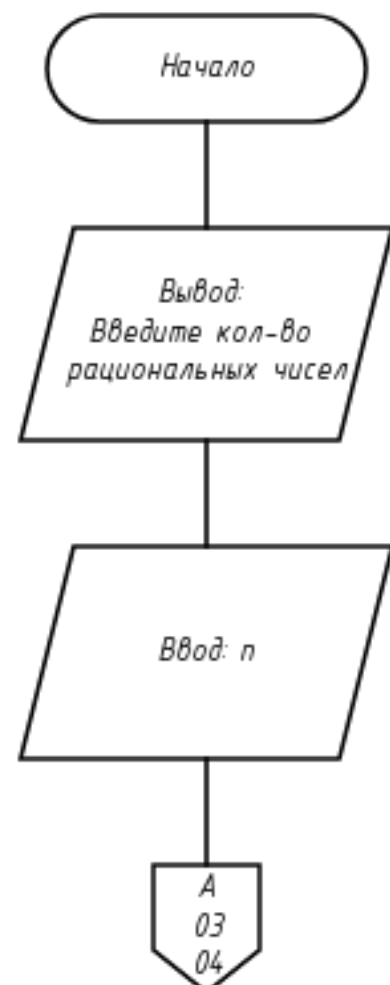 Начало
Вывод:
Введите кол-во
рациональных чисел
Ввод: n
А
03
04